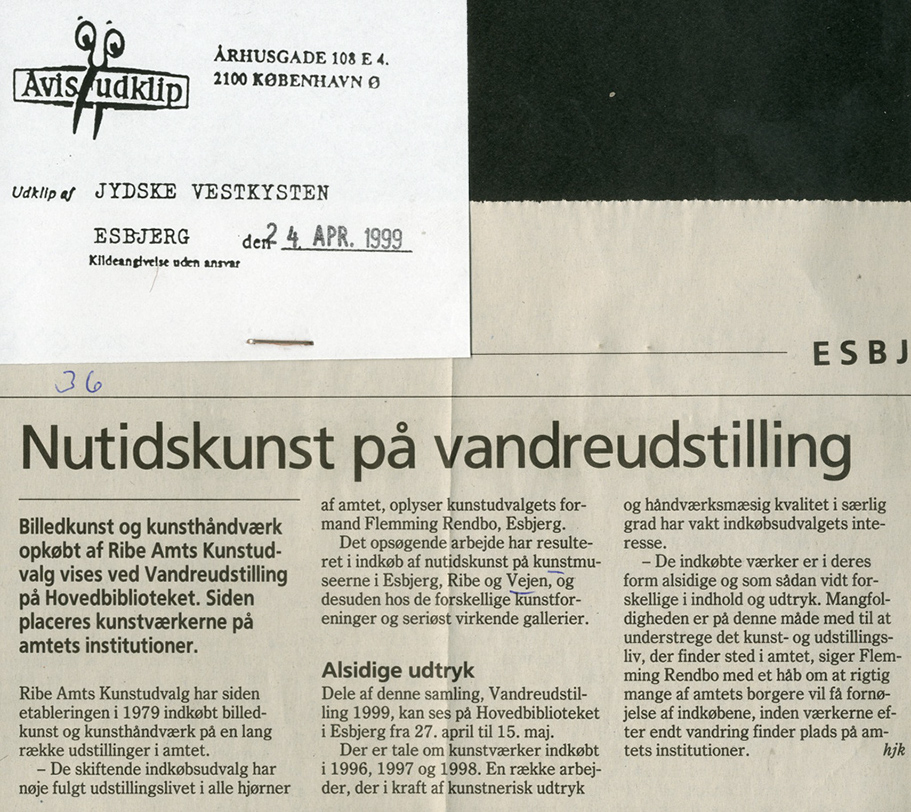 Avisudklip
ÅRHUSGADE 108 E 4.
2100 KØBENHAVN Ø
Udklip af JYDSKE VESTKYSTEN
ESBJERG den 24. APR. 1999
Kildeangivelse uden ansvar
36
ESBJ
Nutidskunst på vandreudstilling
Billedkunst og kunsthåndværk
opkøbt af Ribe Amts Kunstud-
valg vises ved Vandreudstilling
på Hovedbiblioteket. Siden
placeres kunstværkerne på
amtets institutioner.
Ribe Amts Kunstudvalg har siden
etableringen i 1979 indkøbt billed-
kunst og kunsthåndværk på en lang
række udstillinger i amtet.
– De skiftende indkøbsudvalg har
nøje fulgt udstillingslivet i alle hjørner
af amtet, oplyser kunstudvalgets for-
mand Flemming Rendbo, Esbjerg.
Det opsøgende arbejde har resulte-
ret i indkøb af nutidskunst på kunstmu-
seerne i Esbjerg, Ribe og Vejen, og
desuden hos de forskellige kunstfor-
eninger og seriøst virkende gallerier.
Alsidige udtryk
Dele af denne samling, Vandreudstil-
ling 1999, kan ses på Hovedbiblioteket
i Esbjerg fra 27. april til 15. maj.
Der er tale om kunstværker indkøbt
i 1996, 1997 og 1998. En række arbej-
der, der i kraft af kunstnerisk udtryk
og håndværksmæsig kvalitet i særlig
grad har vakt indkøbsudvalgets inte-
resse.
– De indkøbte værker er i deres
form alsidige og som sådan vidt for-
skellige i indhold og udtryk. Mangfol-
digheden er på denne måde med til at
understrege det kunst- og udstillings-
liv, der finder sted i amtet, siger Flem-
ming Rendbo med et håb om at rigtig
mange af amtets borgere vil få fornø-
jelse af indkøbene, inden værkerne ef-
ter endt vandring finder plads på am-
tets institutioner. hjk